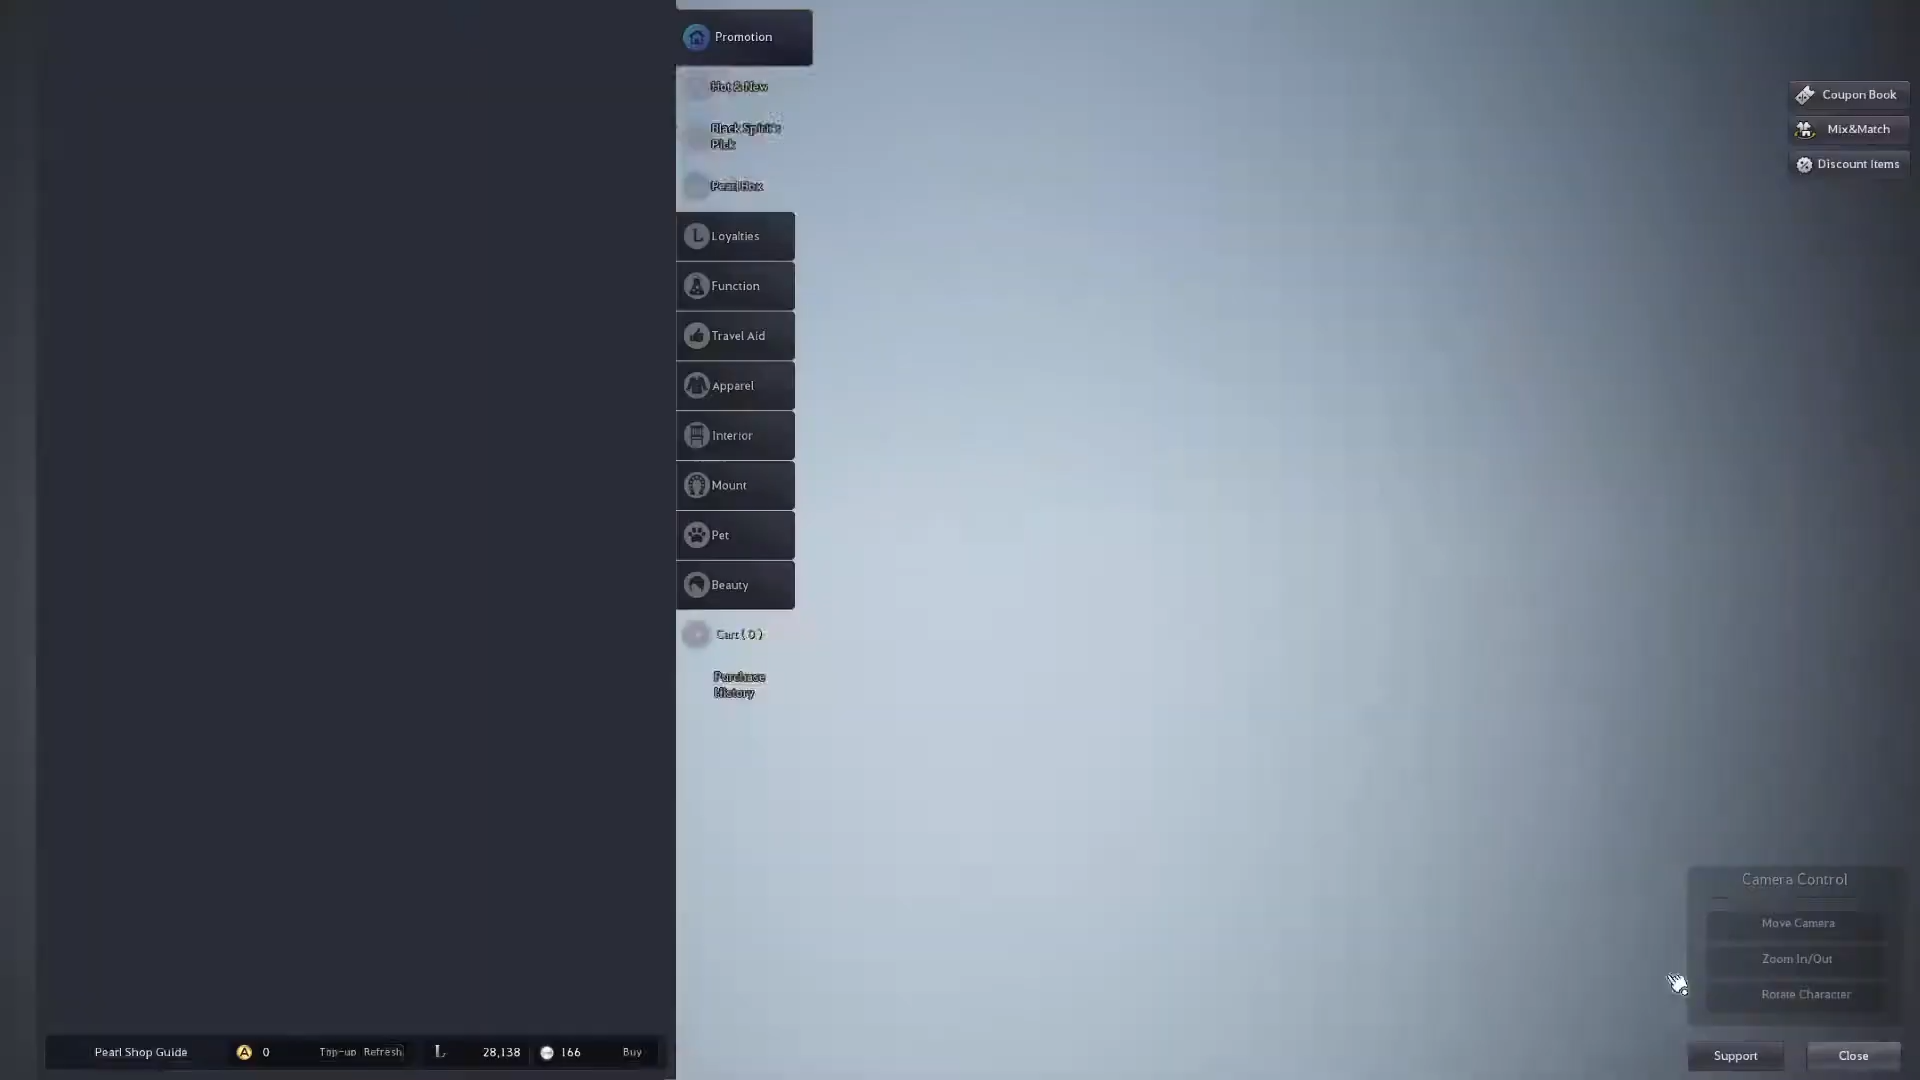 Promotion
Hot & New
Black Spirit's
Pick
Pearl Box
Loyalties
Function
Travel Aid
Apparel
Interior
Mount
Pet
Beauty
Cart ( 0 )
Purchase
History
Coupon Book
Mix&Match
Discount Items
Camera Control
Move Camera
Zoom In/Out
Rotate Character
Pearl Shop Guide
A 0
Top-up Refresh
L 28,138
166
Buy
Support
Close